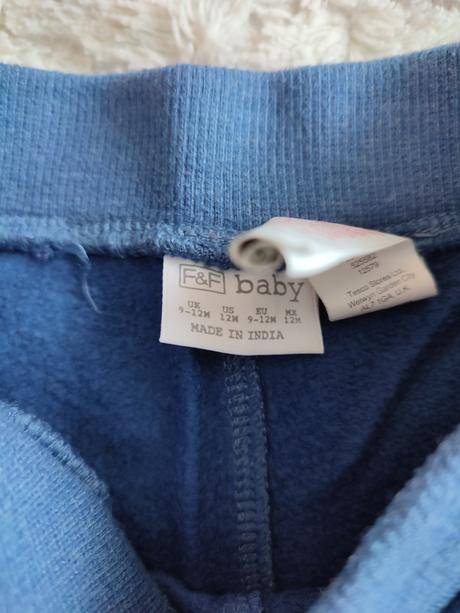 F&F baby
UK US EU MX
9-12M 12M 9-12M 12M
MADE IN INDIA
12579
Tesco Stores Ltd.
Welwyn Garden City
AL7 1GA, U.K.